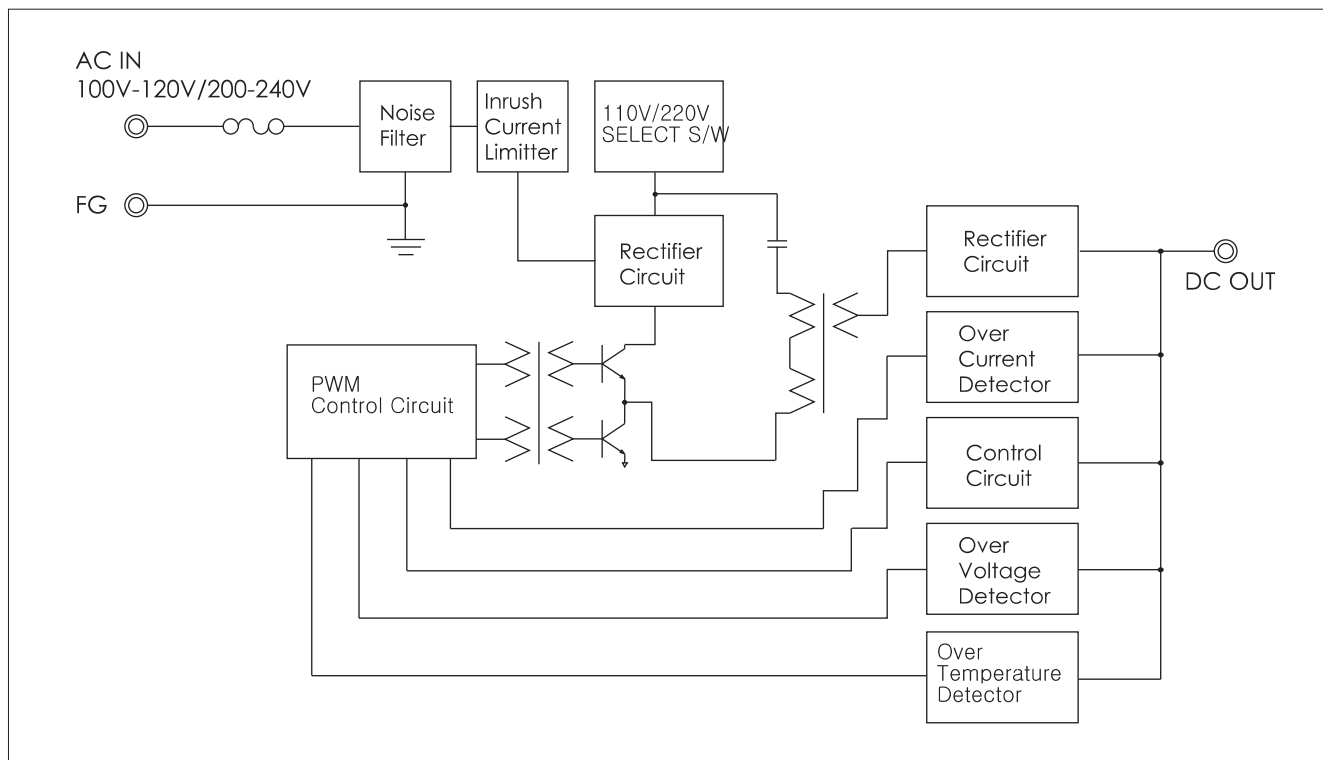 AC IN
100V-120V/200-240V
Noise
Filter
Inrush
Current
Limitter
110V/220V
SELECT S/W
FG
Rectifier
Circuit
Rectifier
Circuit
DC OUT
Over
Current
Detector
PWM
Control Circuit
Control
Circuit
Over
Voltage
Detector
Over
Temperature
Detector